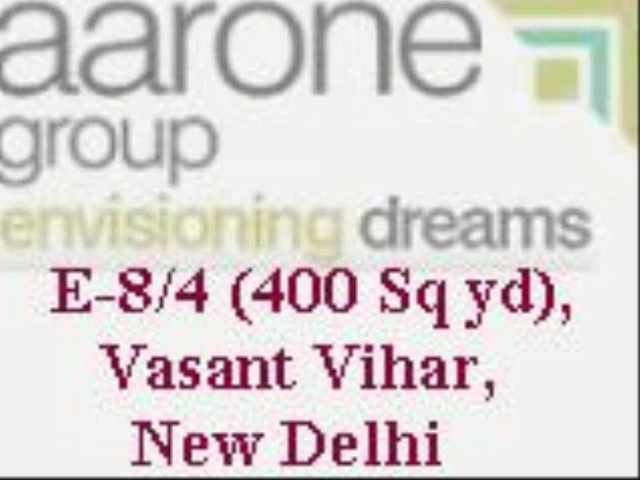 aarone
group
envisioning dreams
E-8/4 (400 Sq yd),
Vasant Vihar,
New Delhi